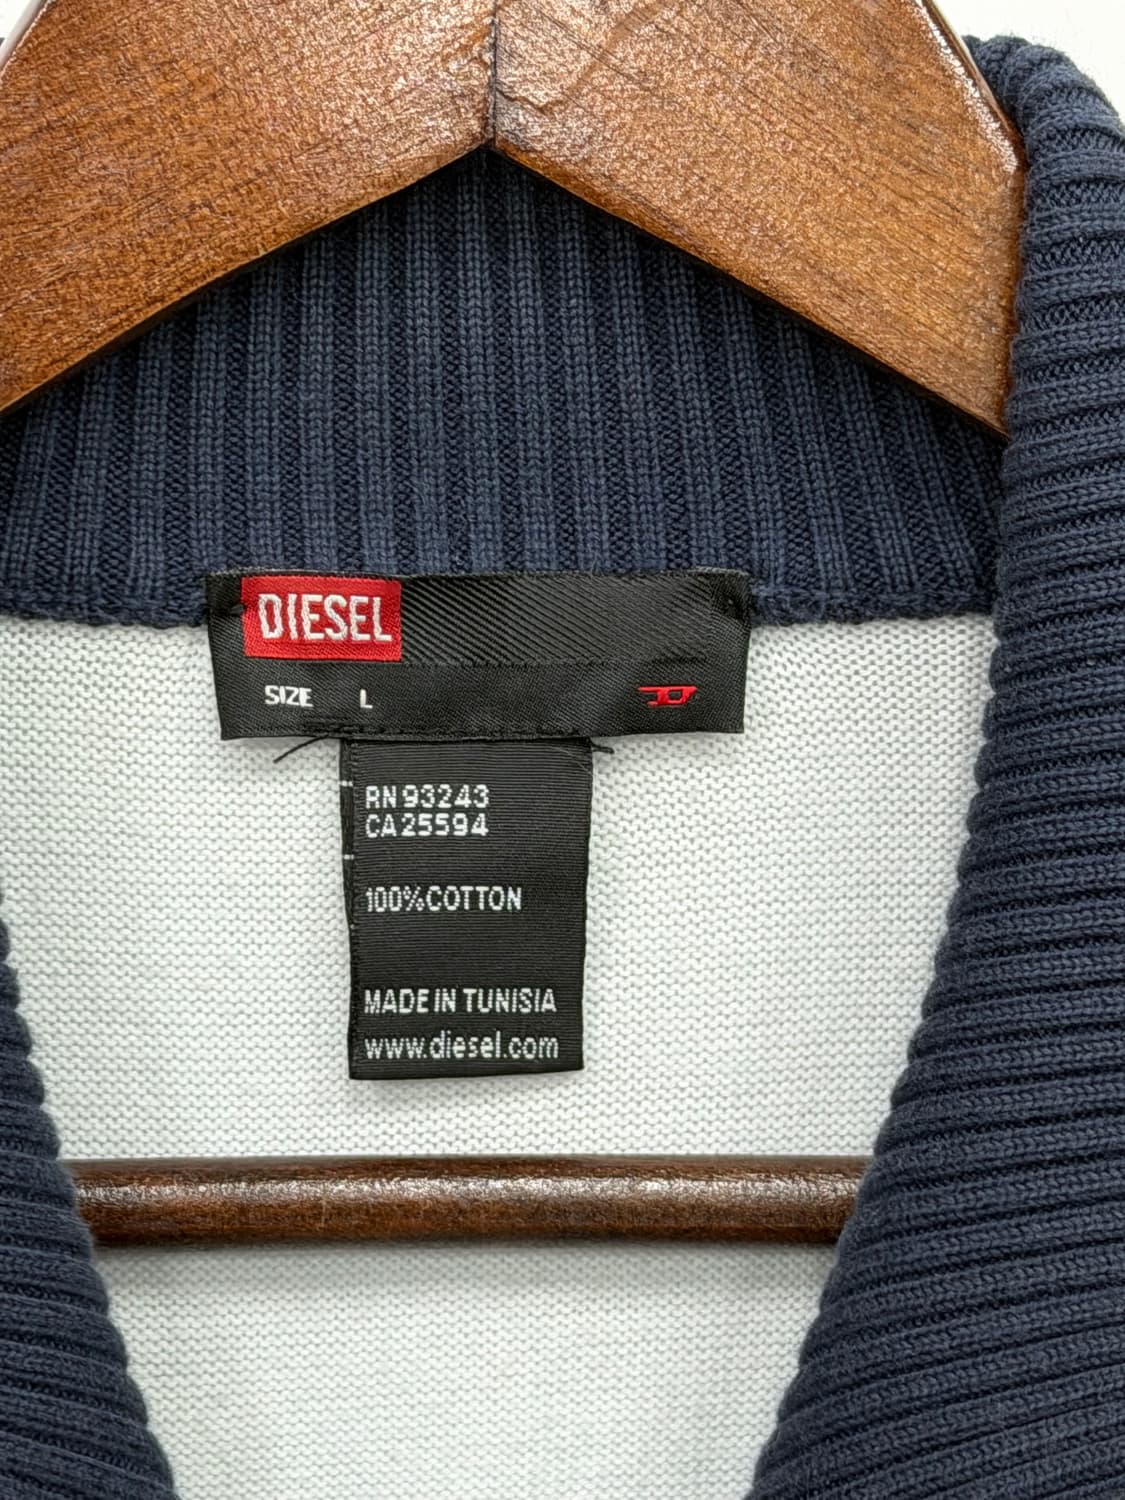 DIESEL
SIZE L
RN 93243
CA 25594
100% COTTON
MADE IN TUNISIA
www.diesel.com